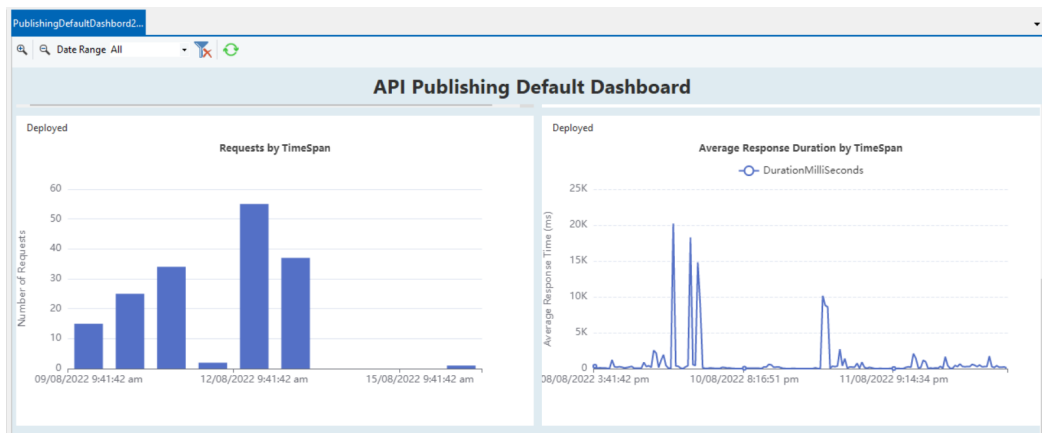 PublishingDefaultDashbord2...
Date Range All
API Publishing Default Dashboard
Deployed
Requests by TimeSpan
Number of Requests
60
50
40
30
20
10
0
09/08/2022 9:41:42 am 12/08/2022 9:41:42 am 15/08/2022 9:41:42 am
Deployed
Average Response Duration by TimeSpan
DurationMilliSeconds
Average Response Time (ms)
25K
20K
15K
10K
5K
0
08/08/2022 3:41:42 pm 10/08/2022 8:16:51 pm 11/08/2022 9:14:34 pm